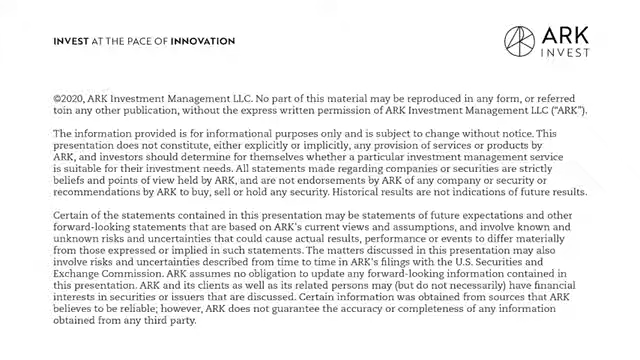 INVEST AT THE PACE OF INNOVATION
ARK
INVEST
©2020, ARK Investment Management LLC. No part of this material may be reproduced in any form, or referred
toin any other publication, without the express written permission of ARK Investment Management LLC (“ARK”).
The information provided is for informational purposes only and is subject to change without notice. This
presentation does not constitute, either explicitly or implicitly, any provision of services or products by
ARK, and investors should determine for themselves whether a particular investment management service
is suitable for their investment needs. All statements made regarding companies or securities are strictly
beliefs and points of view held by ARK, and are not endorsements by ARK of any company or security or
recommendations by ARK to buy, sell or hold any security. Historical results are not indications of future results.
Certain of the statements contained in this presentation may be statements of future expectations and other
forward-looking statements that are based on ARK's current views and assumptions, and involve known and
unknown risks and uncertainties that could cause actual results, performance or events to differ materially
from those expressed or implied in such statements. The matters discussed in this presentation may also
involve risks and uncertainties described from time to time in ARK's filings with the U.S. Securities and
Exchange Commission. ARK assumes no obligation to update any forward-looking information contained in
this presentation. ARK and its clients as well as its related persons may (but do not necessarily) have financial
interests in securities or issuers that are discussed. Certain information was obtained from sources that ARK
believes to be reliable; however, ARK does not guarantee the accuracy or completeness of any information
obtained from any third party.